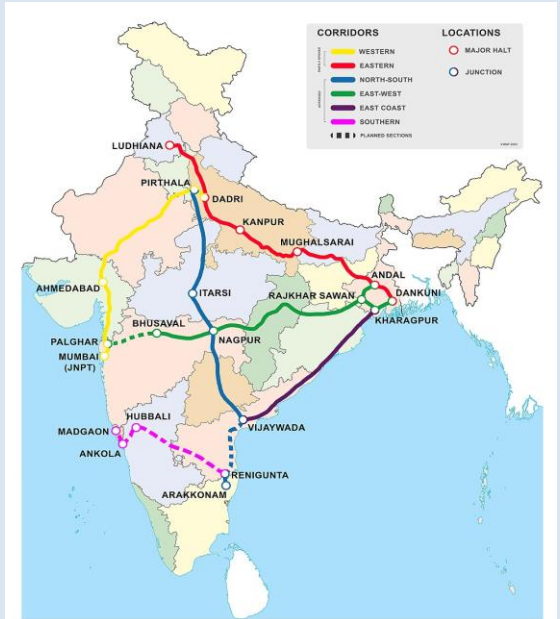 CORRIDORS
WESTERN
EASTERN
NORTH-SOUTH
EAST-WEST
EAST COAST
SOUTHERN
PLANNED SECTIONS
LOCATIONS
MAJOR HALT
JUNCTION
LUDHIANA
PIRTHALA
DADRI
KANPUR
MUGHALSARAI
ANDAL
AHMEDABAD
ITARSI
RAJKHAR SAWAN
DANKUNI
BHUSAVAL
KHARAGPUR
PALGHAR
NAGPUR
MUMBAI
(JNPT)
HUBBALI
MADGAON
VIJAYWADA
ANKOLA
RENIGUNTA
ARAKKONAM